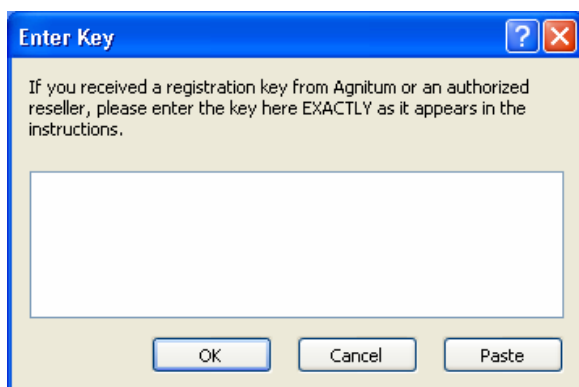 Enter Key
If you received a registration key from Agnitum or an authorized
reseller, please enter the key here EXACTLY as it appears in the
instructions.
OK Cancel Paste